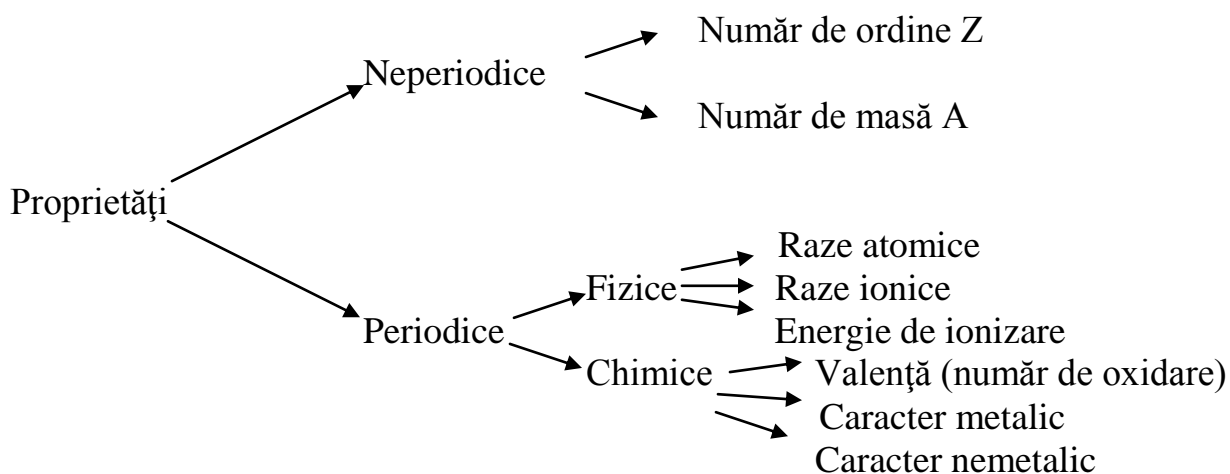 Număr de ordine Z
Neperiodice
Număr de masă A
Proprietăţi
Raze atomice
Fizice
Raze ionice
Periodice
Energie de ionizare
Chimice
Valenţă (număr de oxidare)
Caracter metalic
Caracter nemetalic